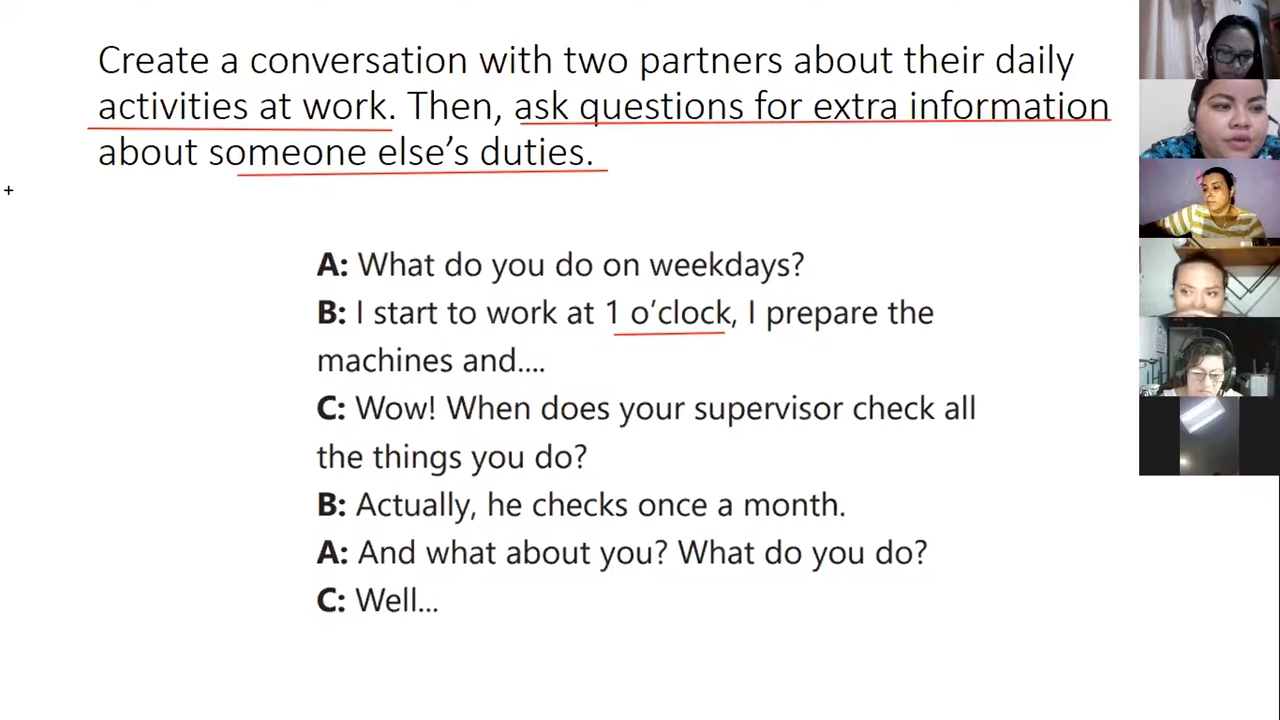 Create a conversation with two partners about their daily
activities at work. Then, ask questions for extra information
about someone else’s duties.
A: What do you do on weekdays?
B: I start to work at 1 o’clock, I prepare the
machines and....
C: Wow! When does your supervisor check all
the things you do?
B: Actually, he checks once a month.
A: And what about you? What do you do?
C: Well...